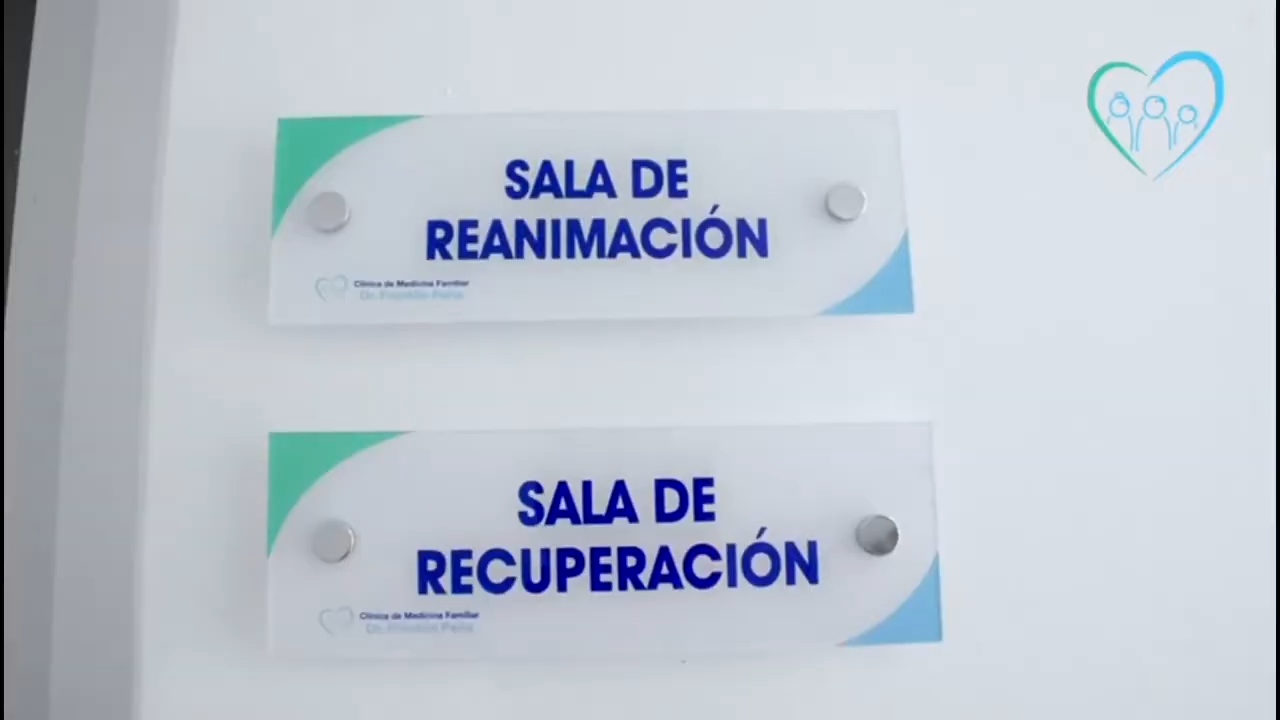 SALA DE
REANIMACIÓN
Clínica de Medicina Familiar
SALA DE
RECUPERACIÓN
Clínica de Medicina Familiar